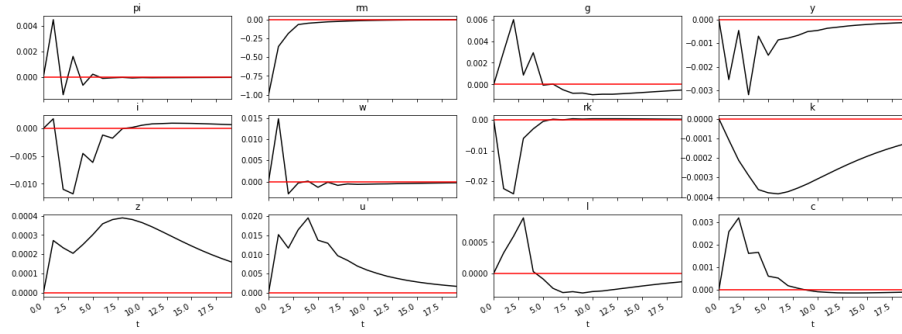 pi
rm
g
y
0.004
0.002
0.000
0.00
−0.25
−0.50
−0.75
−1.00
0.006
0.004
0.002
0.000
0.000
−0.001
−0.002
−0.003
i
w
rk
k
0.000
−0.005
−0.010
0.015
0.010
0.005
0.000
0.00
−0.01
−0.02
0.0000
−0.0001
−0.0002
−0.0003
−0.0004
z
u
l
c
0.0004
0.0003
0.0002
0.0001
0.0000
0.020
0.015
0.010
0.005
0.000
0.0005
0.0000
0.003
0.002
0.001
0.000
0.0 2.5 5.0 7.5 10.0 12.5 15.0 17.5
0.0 2.5 5.0 7.5 10.0 12.5 15.0 17.5
0.0 2.5 5.0 7.5 10.0 12.5 15.0 17.5
0.0 2.5 5.0 7.5 10.0 12.5 15.0 17.5
t
t
t
t